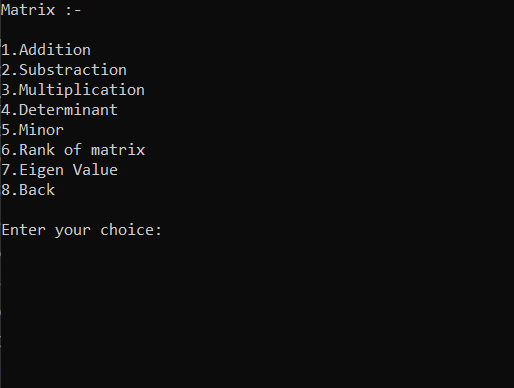 Matrix :-
1.Addition
2.Substraction
3.Multiplication
4.Determinant
5.Minor
6.Rank of matrix
7.Eigen Value
8.Back
Enter your choice: